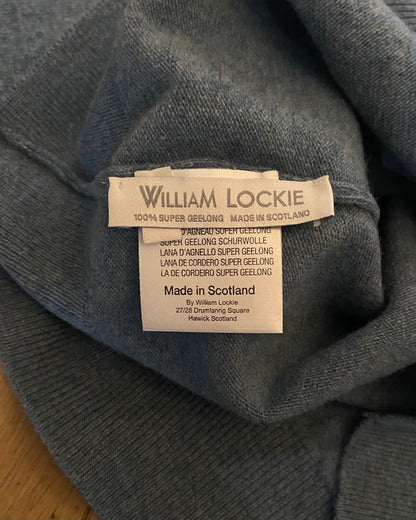 WILLIAM LOCKIE
100% SUPER GEELONG MADE IN SCOTLAND
D'AGNEAU SUPER GEELONG
SUPER GEELONG SCHURWOLLE
LANA D'AGNELLO SUPER GEELONG
LANA DE CORDERO SUPER GEELONG
LA DE CORDEIRO SUPER GEELONG
Made in Scotland
By William Lockie
27/28 Drumlanrig Square
Hawick Scotland